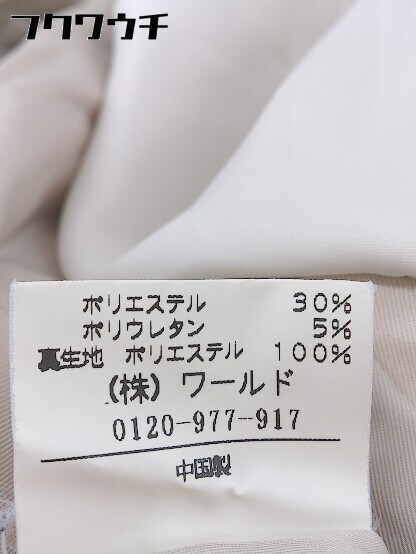 フクウウチ
ポリエステル 30%
ポリウレタン 5%
裏生地 ポリエステル 100%
(株) ワールド
0120-977-917
中国製